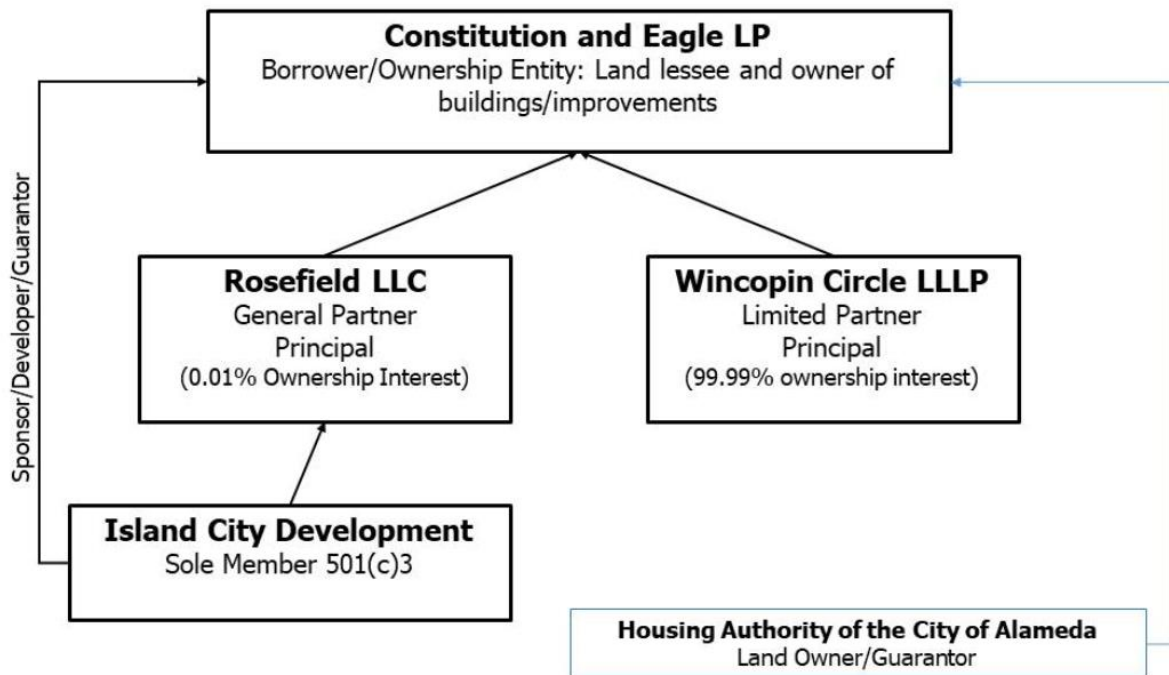 Constitution and Eagle LP
Borrower/Ownership Entity: Land lessee and owner of
buildings/improvements
Sponsor/Developer/Guarantor
Rosefield LLC
General Partner
Principal
(0.01% Ownership Interest)
Wincopin Circle LLLP
Limited Partner
Principal
(99.99% ownership interest)
Island City Development
Sole Member 501(c)3
Housing Authority of the City of Alameda
Land Owner/Guarantor